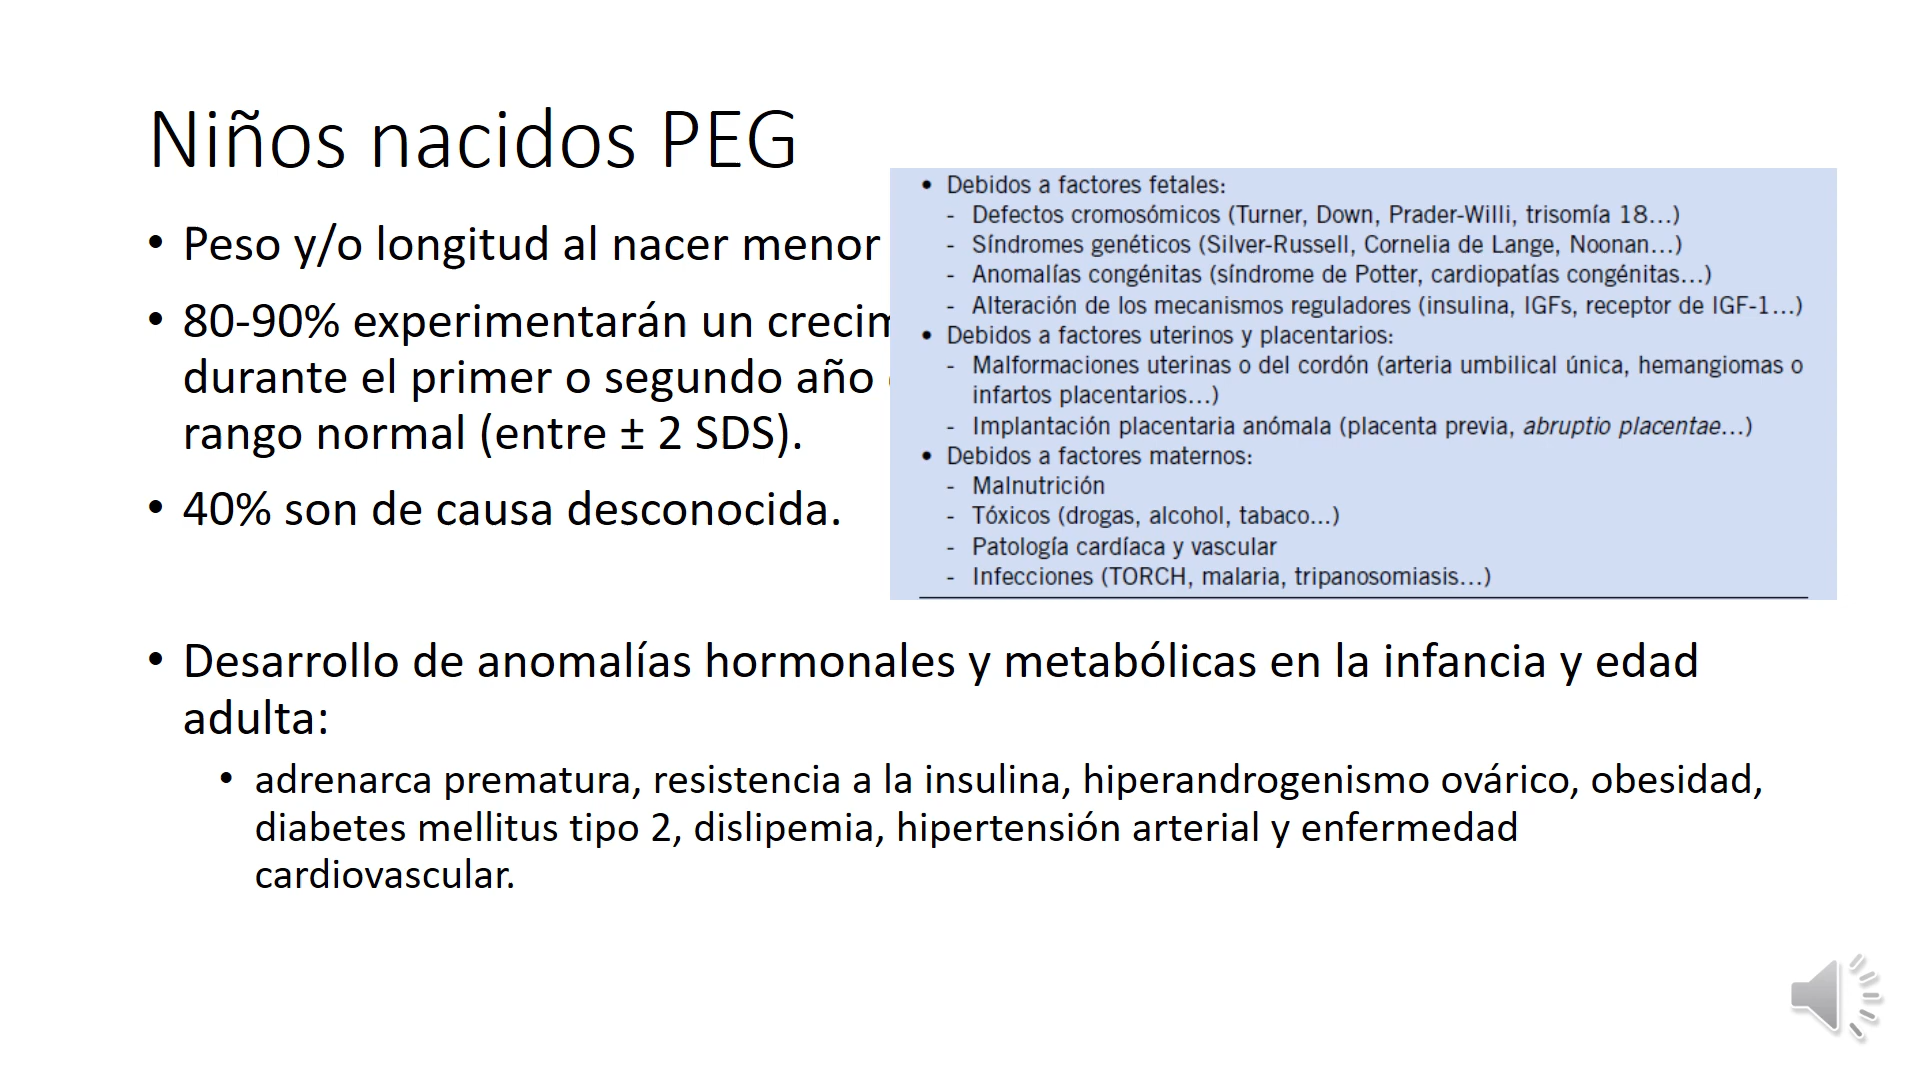 Niños nacidos PEG
• Peso y/o longitud al nacer menor
• 80-90% experimentarán un
durante el primer o segundo año
rango normal (entre ± 2 SDS).
• 40% son de causa desconocida.
• Debidos a factores fetales:
- Defectos cromosómicos (Turner, Down, Prader-Willi, trisomía 18...)
- Síndromes genéticos (Silver-Russell, Cornelia de Lange, Noonan...)
- Anomalías congénitas (síndrome de Potter, cardiopatías congénitas...)
- Alteración de los mecanismos reguladores (insulina, IGFs, receptor de IGF-1...)
• Debidos a factores uterinos y placentarios:
- Malformaciones uterinas o del cordón (arteria umbilical única, hemangiomas o
infartos placentarios...)
- Implantación placentaria anómala (placenta previa, abruptio placentae...)
• Debidos a factores maternos:
- Malnutrición
- Tóxicos (drogas, alcohol, tabaco...)
- Patología cardíaca y vascular
- Infecciones (TORCH, malaria, tripanosomiasis...)
• Desarrollo de anomalías hormonales y metabólicas en la infancia y edad
adulta:
• adrenarca prematura, resistencia a la insulina, hiperandrogenismo ovárico, obesidad,
diabetes mellitus tipo 2, dislipemia, hipertensión arterial y enfermedad
cardiovascular.